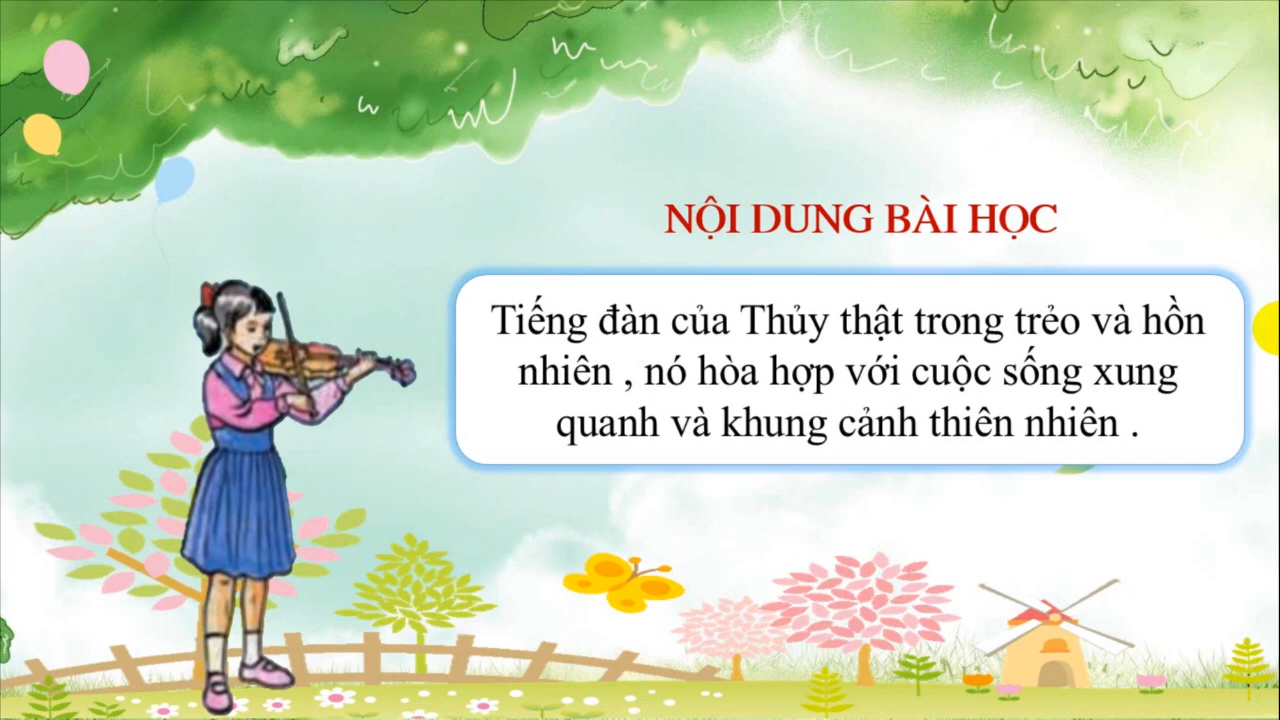 NỘI DUNG BÀI HỌC
Tiếng đàn của Thủy thật trong trẻo và hồn
nhiên , nó hòa hợp với cuộc sống xung
quanh và khung cảnh thiên nhiên .